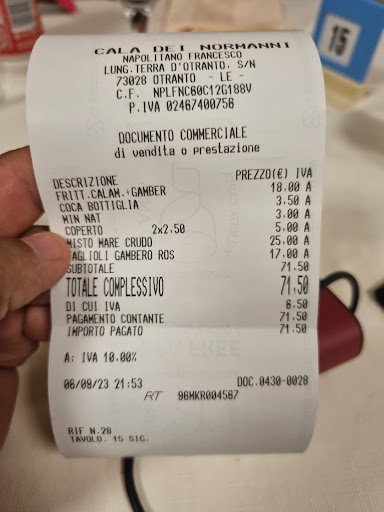 15
CALA DEI NORMANNI
NAPOLITANO FRANCESCO
LUNG.TERRA D'OTRANTO. S/N
73028 OTRANTO - LE -
C.F. NPLFNC60C12G188V
P.IVA 02467400756
DOCUMENTO COMMERCIALE
di vendita o prestazione
DESCRIZIONE PREZZO(€) IVA
FRITT.CALAM.GAMBER 18.00 A
COCA BOTTIGLIA 3.50 A
MIN NAT 3.00 A
COPERTO 2x2,50 5.00 A
MISTO MARE CRUDO 25.00 A
TAGLIOLI GAMBERO ROS 17.00 A
SUBTOTALE 71.50
TOTALE COMPLESSIVO 71,50
DI CUI IVA 6.50
PAGAMENTO CONTANTE 71.50
IMPORTO PAGATO 71.50
A: IVA 10.00%
06/09/23 21:53 DOC.0430-0028
RT 96MKR004567
RIF N.28
TAVOLO. 15 SIG.